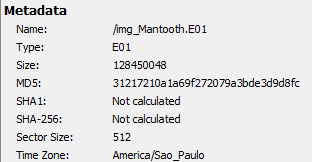 Metadata
Name: /img_Mantooth.E01
Type: E01
Size: 128450048
MD5: 31217210a1a69f272079a3bde3d9d8fc
SHA1: Not calculated
SHA-256: Not calculated
Sector Size: 512
Time Zone: America/Sao_Paulo